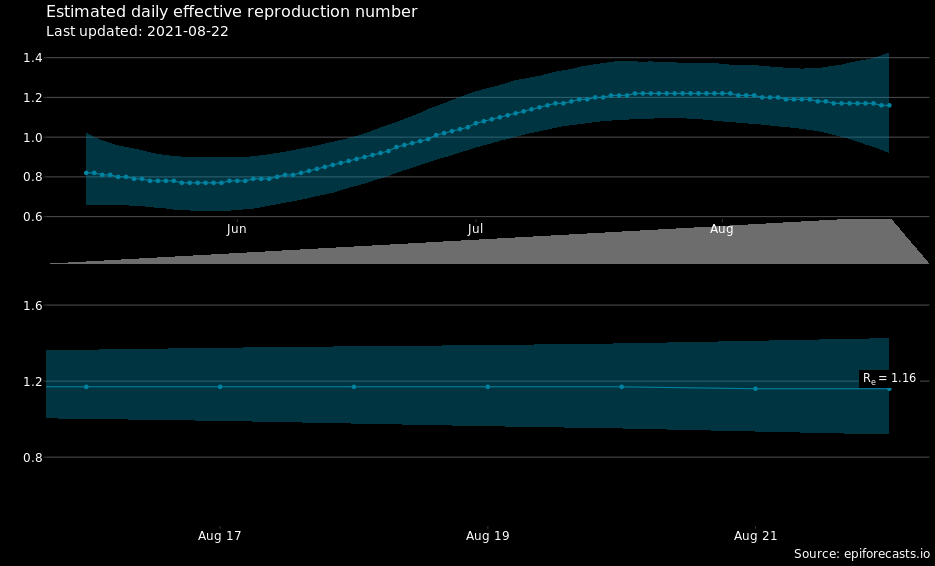 Estimated daily effective reproduction number
Last updated: 2021-08-22
1.4
1.2
1.0
0.8
0.6
Jun Jul Aug
1.6
1.2
0.8
Re = 1.16
Aug 17 Aug 19 Aug 21
Source: epiforecasts.io